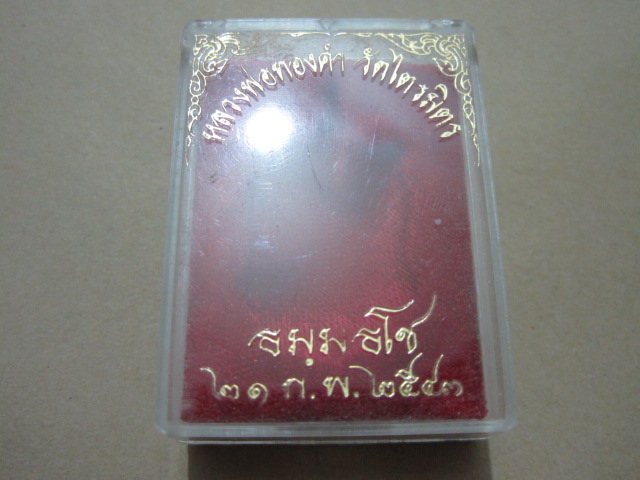 หลวงพ่อทองคำ วัดไตรมิตร
ธมฺมธโช
๒๑ ก.พ. ๒๕๔๓